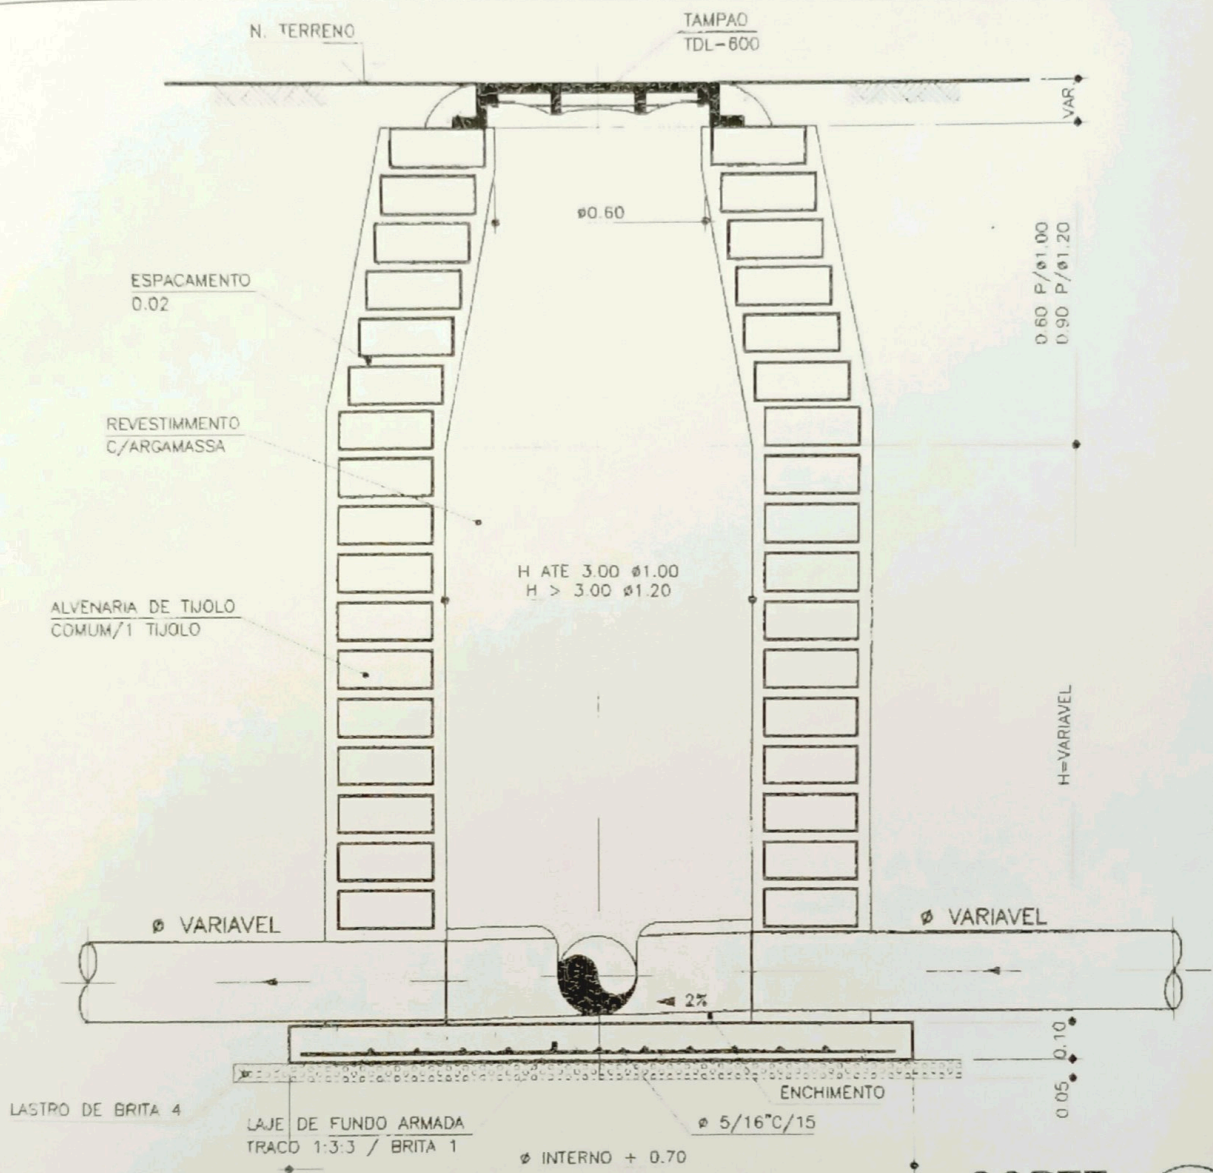 N. TERRENO
TAMPAO
TDL-600
VAR.
ø0.60
0.60 P/ø1.00
0.90 P/ø1.20
ESPACAMENTO
0.02
REVESTIMMENTO
C/ARGAMASSA
H ATE 3.00 ø1.00
H > 3.00 ø1.20
ALVENARIA DE TIJOLO
COMUM/1 TIJOLO
H=VARIAVEL
ø VARIAVEL
ø VARIAVEL
2%
0.10
0.05
ENCHIMENTO
LASTRO DE BRITA 4
LAJE DE FUNDO ARMADA
TRACO 1:3:3 / BRITA 1
ø 5/16"C/15
ø INTERNO + 0.70